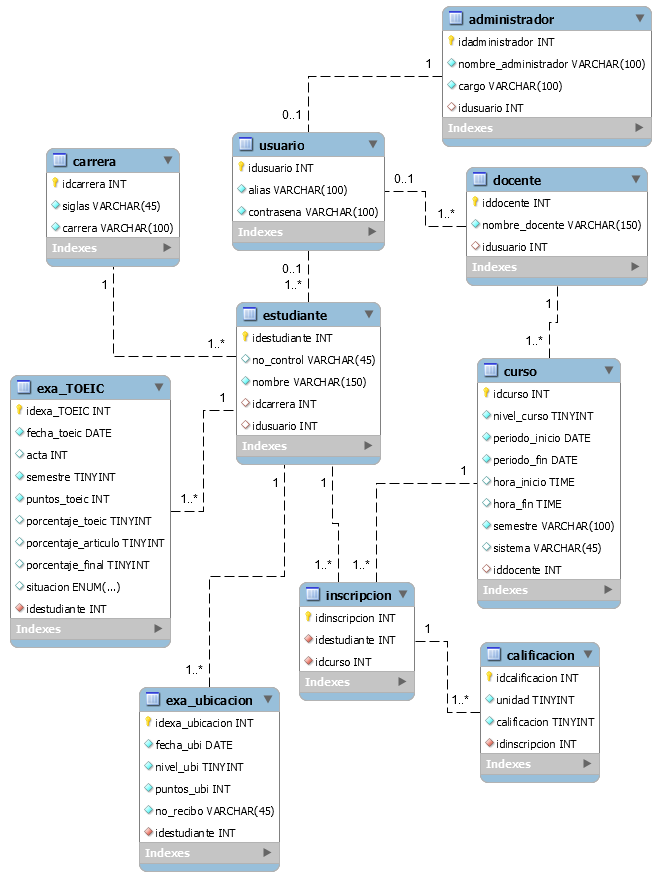 administrador
idadministrador INT
nombre_administrador VARCHAR(100)
cargo VARCHAR(100)
idusuario INT
Indexes
1
0..1
usuario
idusuario INT
alias VARCHAR(100)
contrasena VARCHAR(100)
Indexes
carrera
idcarrera INT
siglas VARCHAR(45)
carrera VARCHAR(100)
Indexes
0..1
1..*
docente
iddocente INT
nombre_docente VARCHAR(150)
idusuario INT
Indexes
0..1
1..*
1
1..*
estudiante
idestudiante INT
no_control VARCHAR(45)
nombre VARCHAR(150)
idcarrera INT
idusuario INT
Indexes
1
1..*
curso
idcurso INT
nivel_curso TINYINT
periodo_inicio DATE
periodo_fin DATE
hora_inicio TIME
hora_fin TIME
semestre VARCHAR(100)
sistema VARCHAR(45)
iddocente INT
Indexes
exa_TOEIC
idexa_TOEIC INT
fecha_toeic DATE
acta INT
semestre TINYINT
puntos_toeic INT
porcentaje_toeic TINYINT
porcentaje_articulo TINYINT
porcentaje_final TINYINT
situacion ENUM(...)
idestudiante INT
Indexes
1
1..*
1
1
1
1..*
1..*
inscripcion
idinscripcion INT
idestudiante INT
idcurso INT
Indexes
1
1..*
calificacion
idcalificacion INT
unidad TINYINT
calificacion TINYINT
idinscripcion INT
Indexes
1..*
exa_ubicacion
idexa_ubicacion INT
fecha_ubi DATE
nivel_ubi TINYINT
puntos_ubi INT
no_recibo VARCHAR(45)
idestudiante INT
Indexes